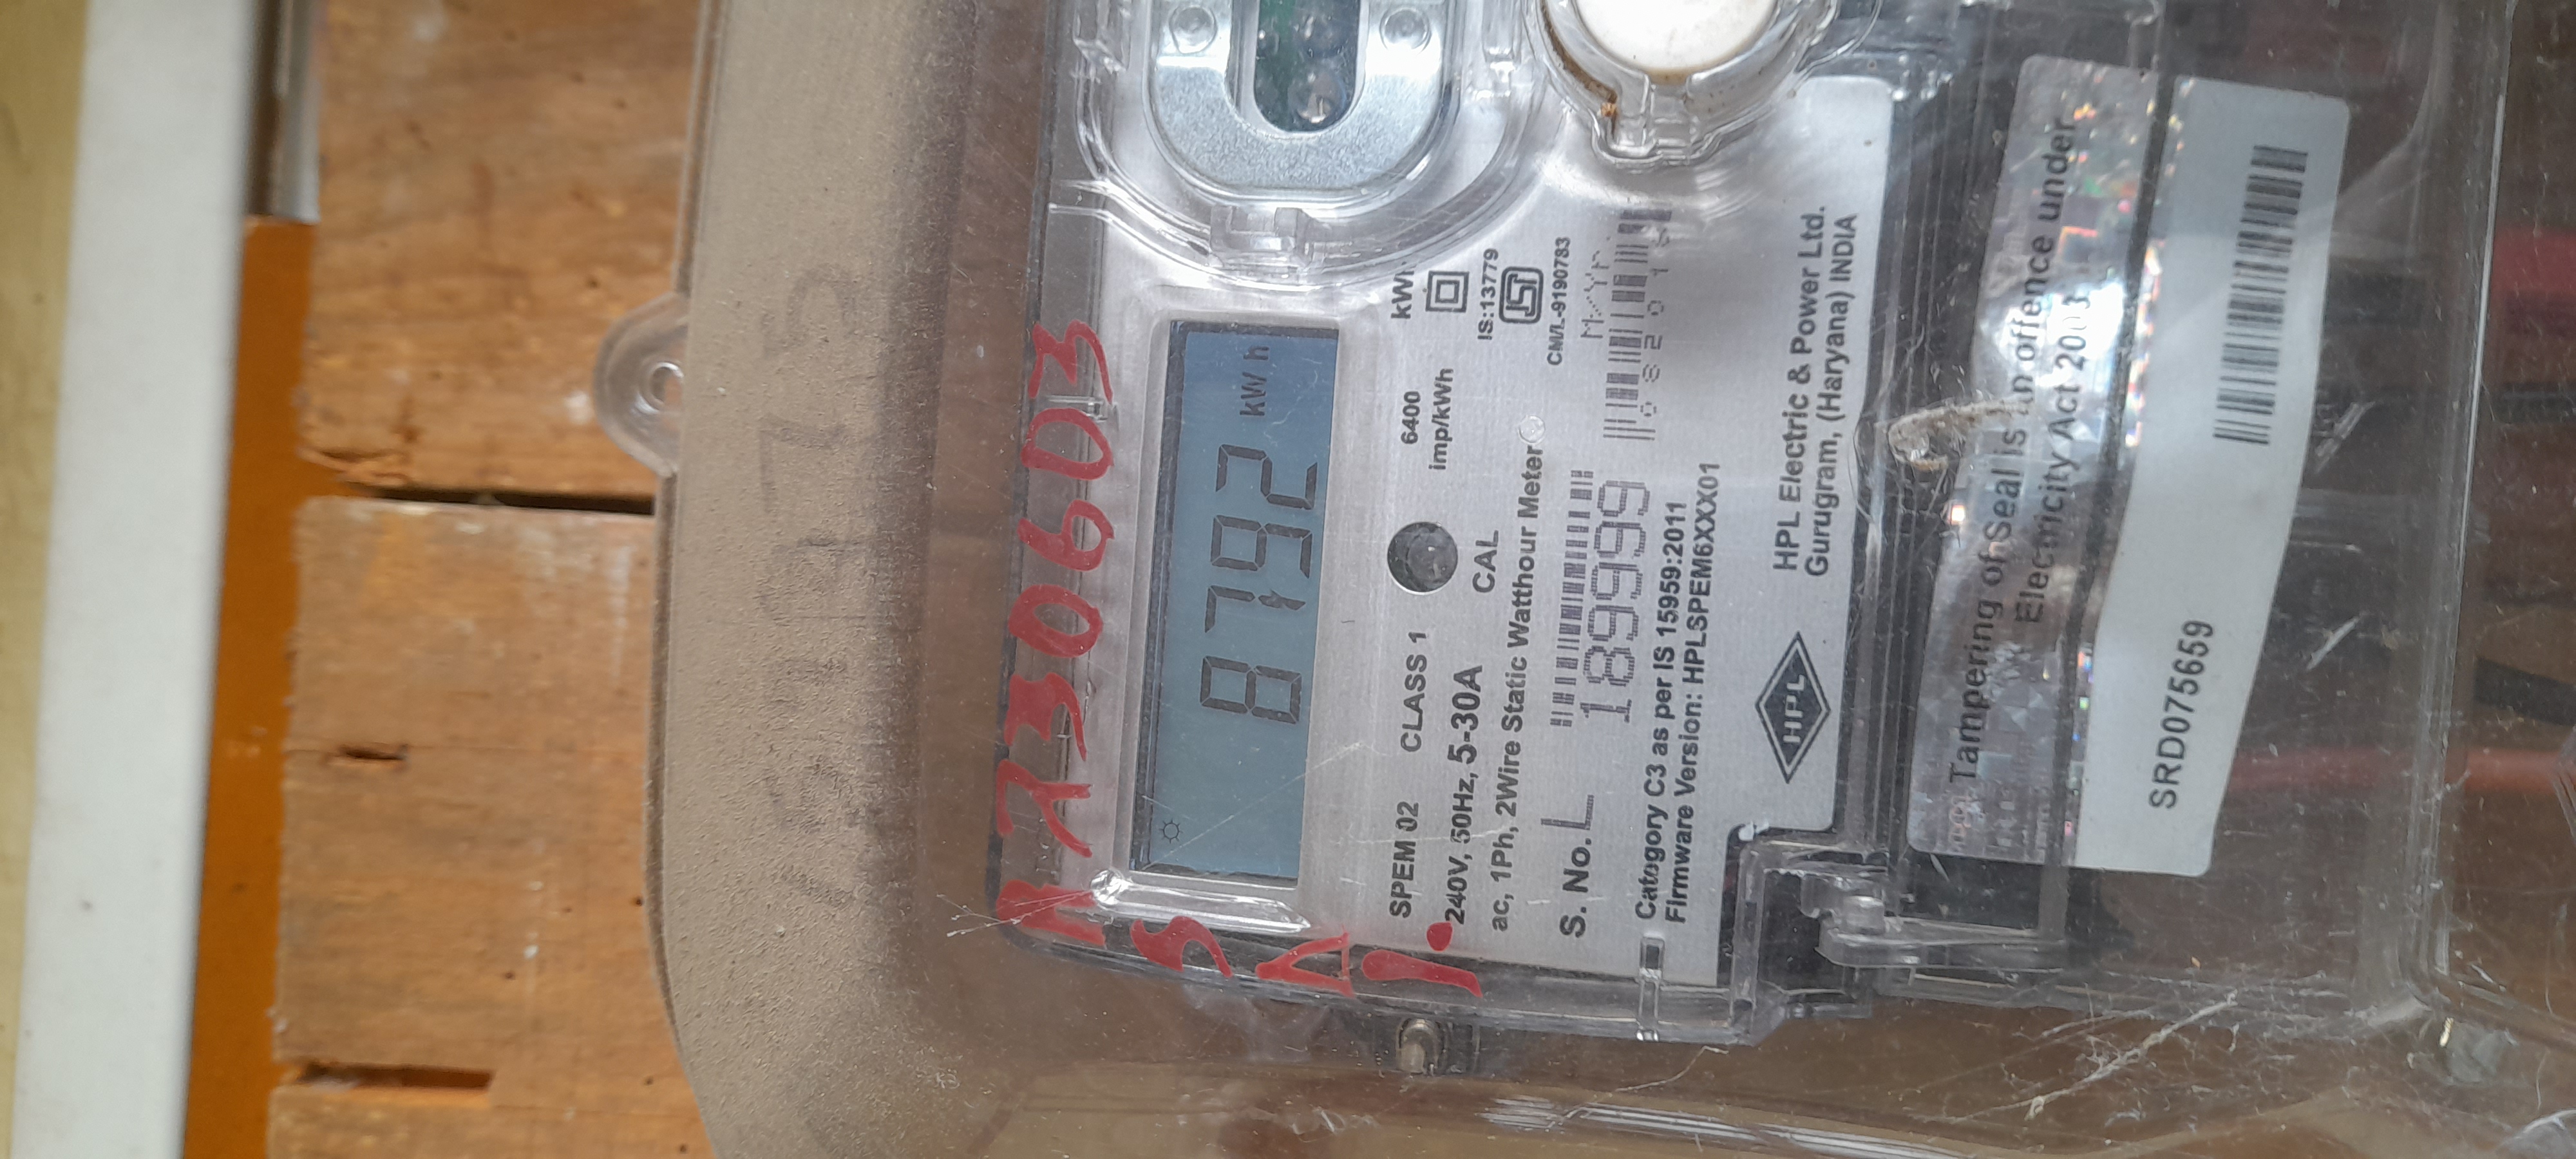 A730603
SAI.
8792 kWh
SPEM 02 CLASS 1
6400
imp/kWh
240V, 50Hz, 5-30A
CAL
ac, 1Ph, 2Wire Static Watthour Meter
IS:13779
CM/L-9190783
S. No. L 189999
Category C3 as per IS 15959:2011
Firmware Version: HPLSPEM6XXX01
HPL
HPL Electric & Power Ltd.
Gurugram, (Haryana) INDIA
Tampering of Seal is an offence under
Electricity Act 2003
SRD075659